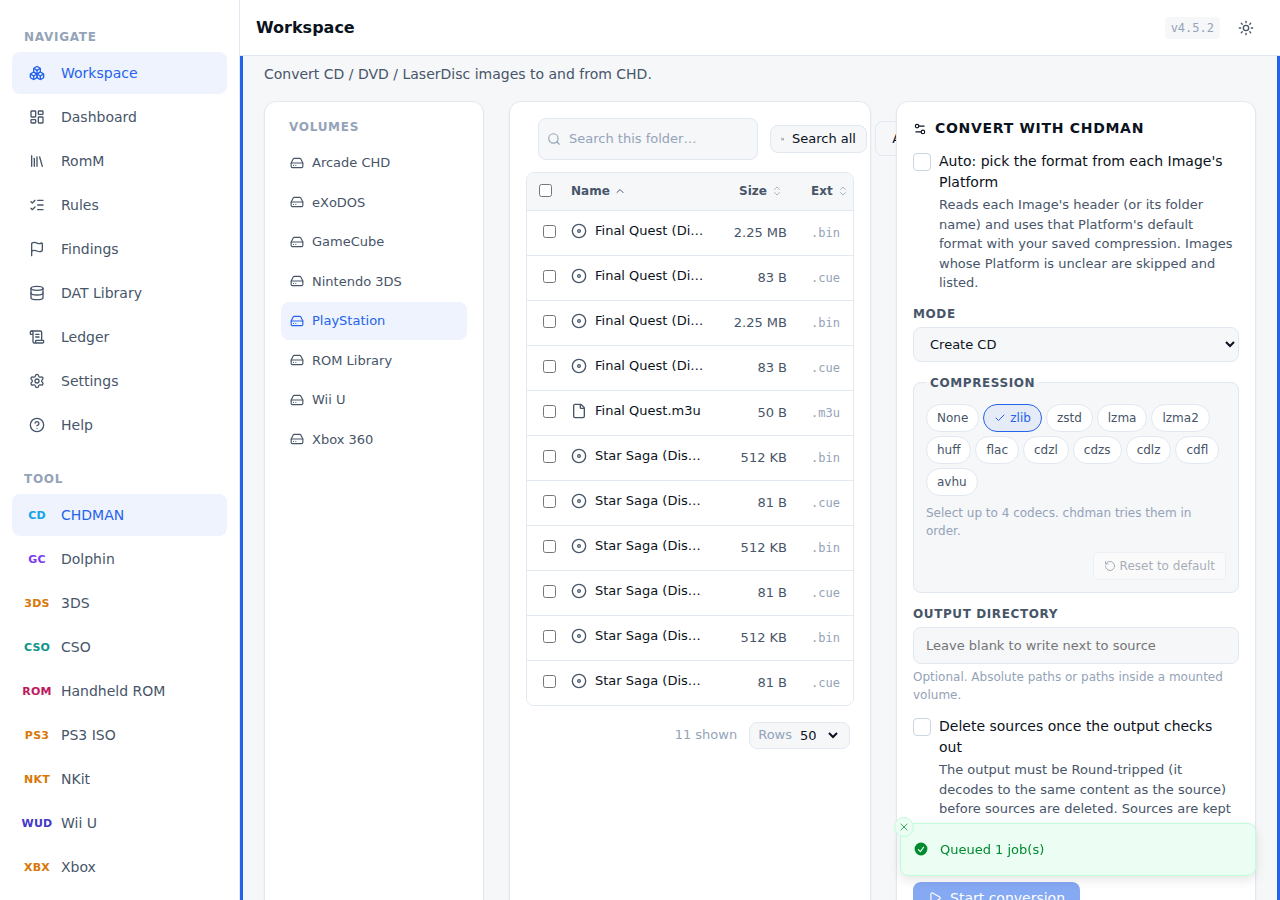 NAVIGATE
Workspace
Dashboard
RomM
Rules
Findings
DAT Library
Ledger
Settings
Help
TOOL
CD CHDMAN
GC Dolphin
3DS 3DS
CSO CSO
ROM Handheld ROM
PS3 PS3 ISO
NKT NKit
WUD Wii U
XBX Xbox
Workspace
v4.5.2
Convert CD / DVD / LaserDisc images to and from CHD.
VOLUMES
Arcade CHD
eXoDOS
GameCube
Nintendo 3DS
PlayStation
ROM Library
Wii U
Xbox 360
Search this folder…
Search all
Name Size Ext
Final Quest (Di… 2.25 MB .bin
Final Quest (Di… 83 B .cue
Final Quest (Di… 2.25 MB .bin
Final Quest (Di… 83 B .cue
Final Quest.m3u 50 B .m3u
Star Saga (Dis… 512 KB .bin
Star Saga (Dis… 81 B .cue
Star Saga (Dis… 512 KB .bin
Star Saga (Dis… 81 B .cue
Star Saga (Dis… 512 KB .bin
Star Saga (Dis… 81 B .cue
11 shown Rows 50
CONVERT WITH CHDMAN
Auto: pick the format from each Image's
Platform
Reads each Image's header (or its folder
name) and uses that Platform's default
format with your saved compression. Images
whose Platform is unclear are skipped and
listed.
MODE
Create CD
COMPRESSION
None zlib zstd lzma lzma2
huff flac cdzl cdzs cdlz cdfl
avhu
Select up to 4 codecs. chdman tries them in
order.
Reset to default
OUTPUT DIRECTORY
Leave blank to write next to source
Optional. Absolute paths or paths inside a mounted
volume.
Delete sources once the output checks
out
The output must be Round-tripped (it
decodes to the same content as the source)
before sources are deleted. Sources are kept
Queued 1 job(s)
Start conversion